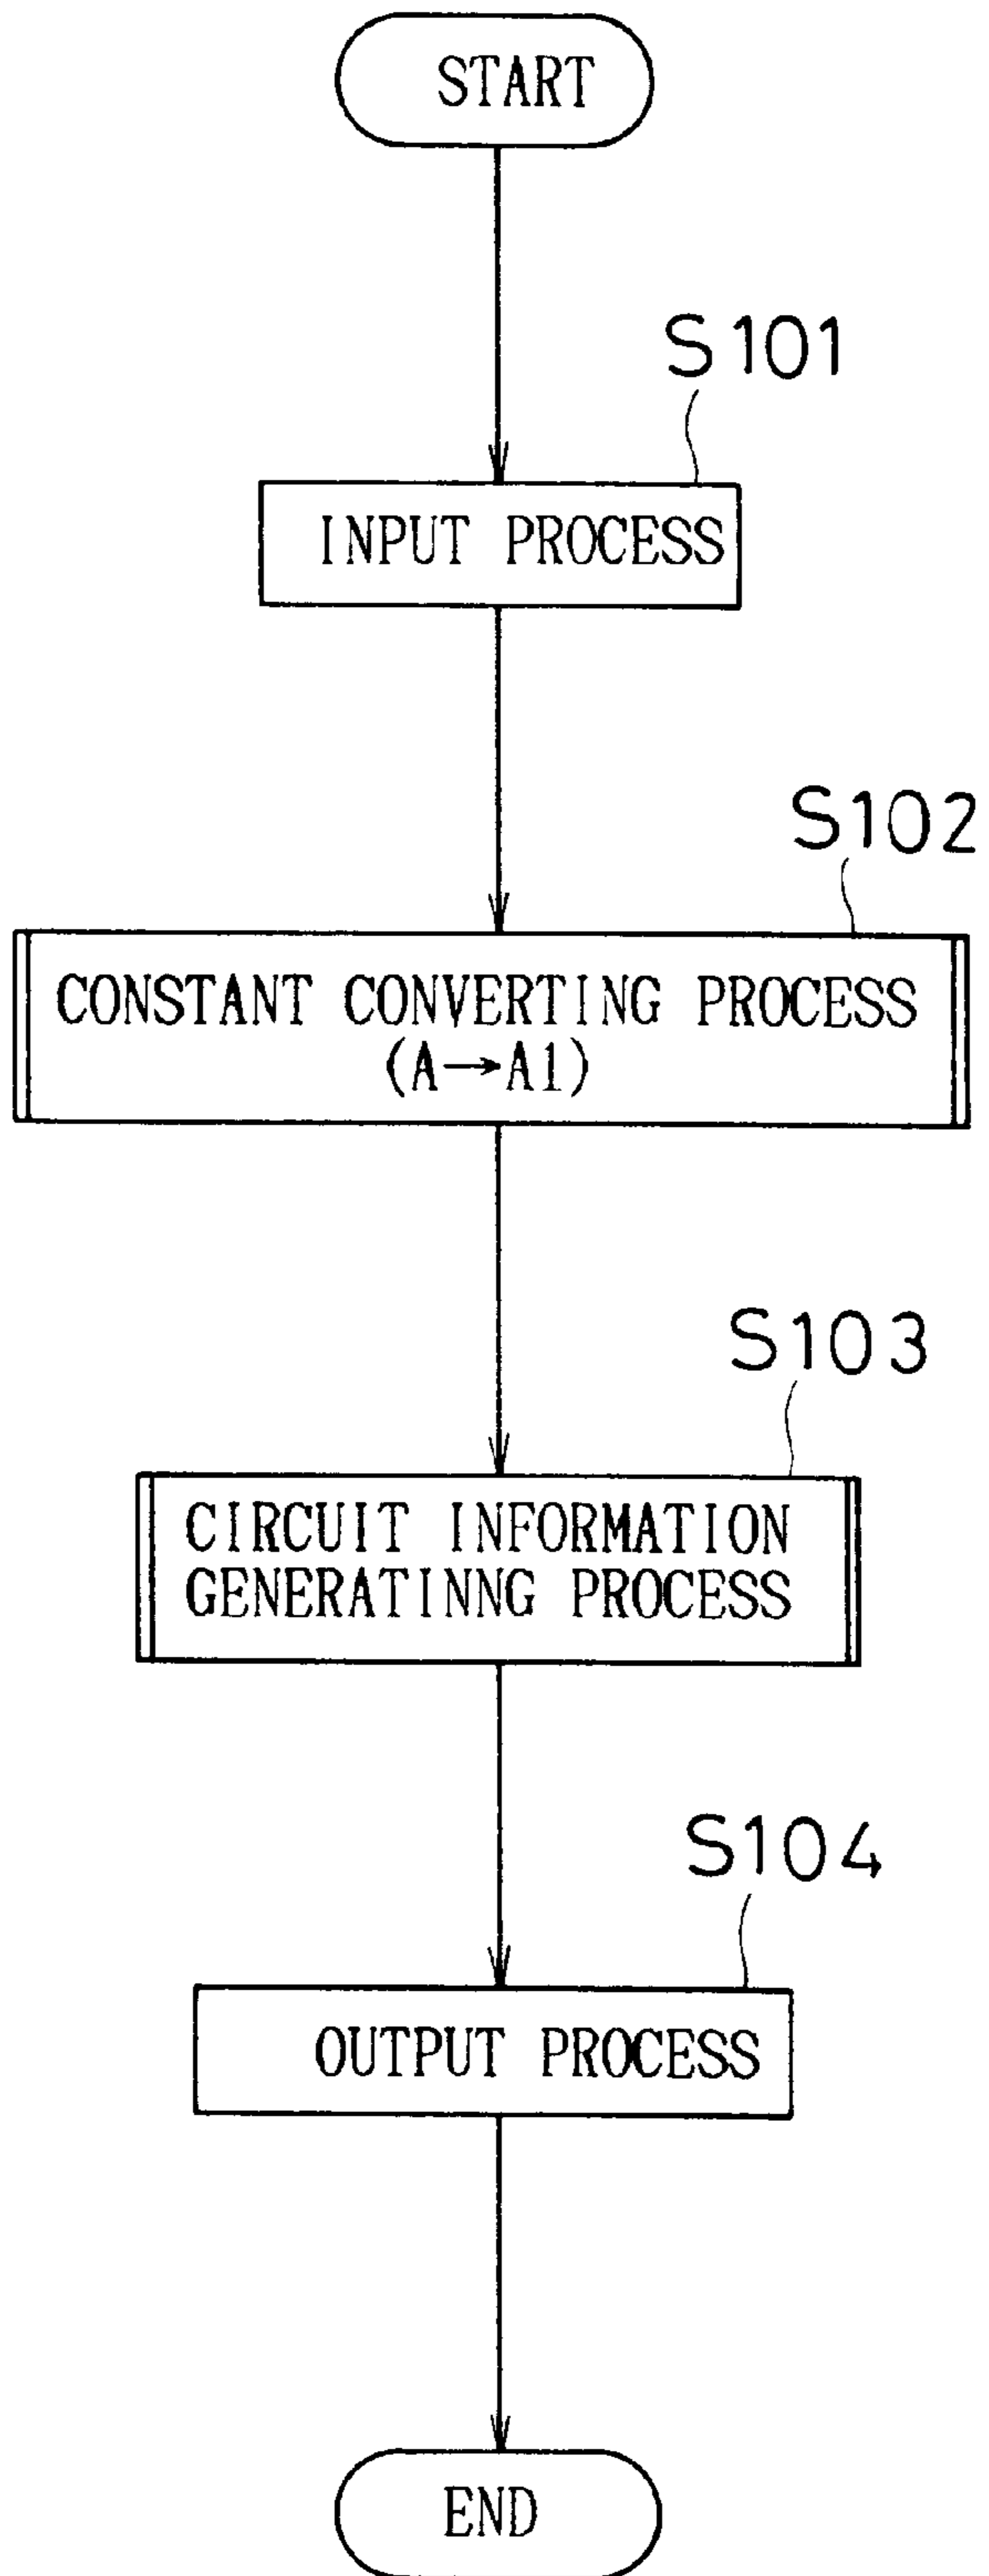 START
S101
INPUT PROCESS
S102
CONSTANT CONVERTING PROCESS
(A→A1)
S103
CIRCUIT INFORMATION
GENERATINNG PROCESS
S104
OUTPUT PROCESS
END